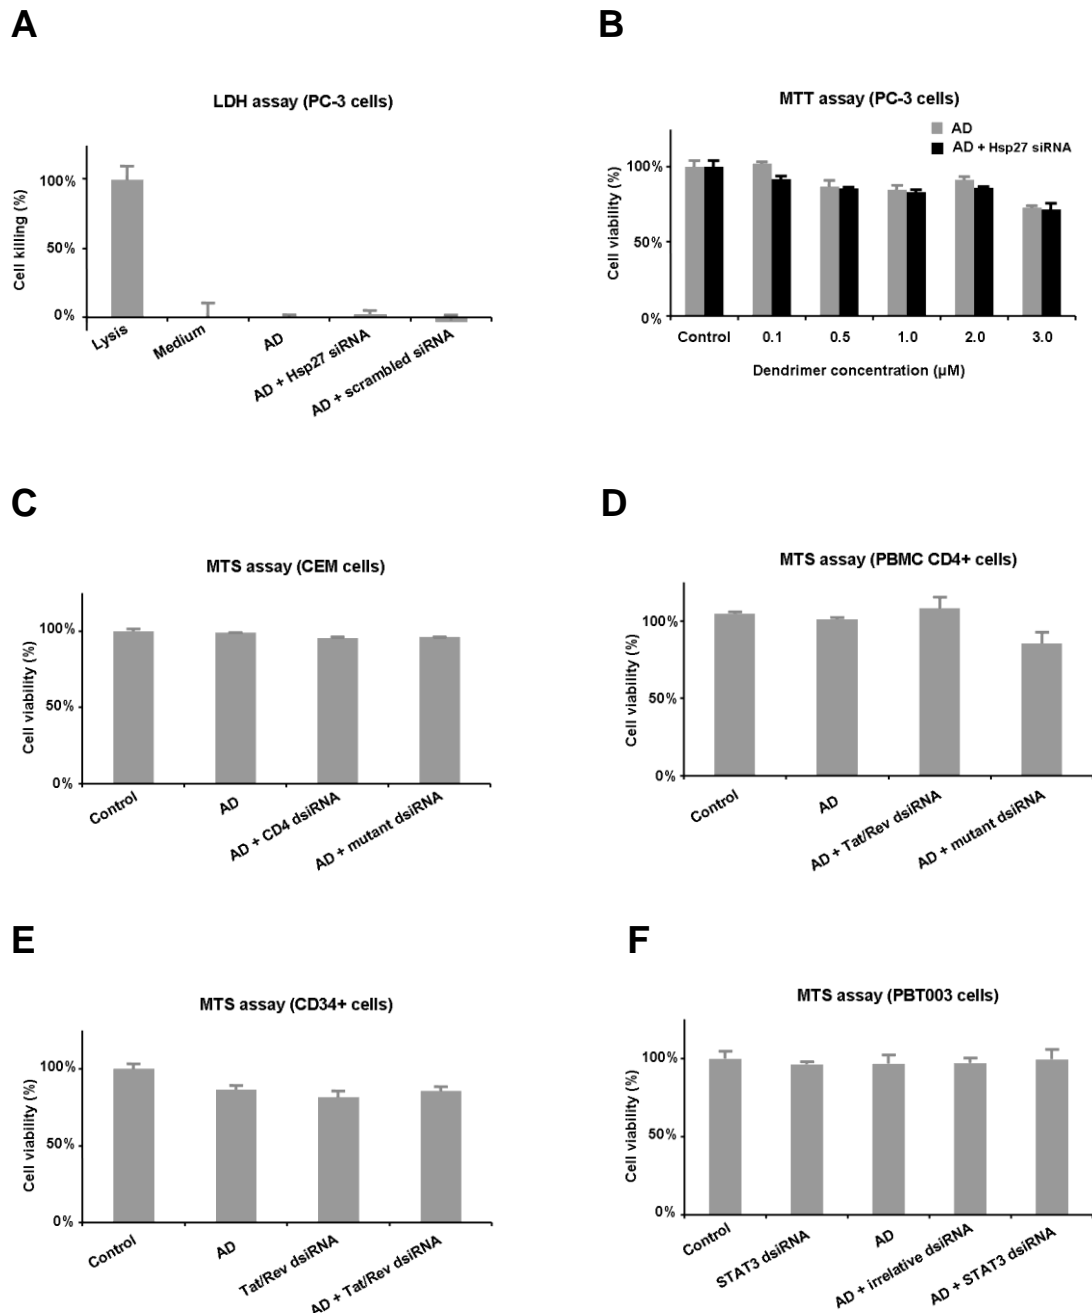 A
LDH assay (PC-3 cells)
Cell killing (%)
100%
50%
0%
Lysis
Medium
AD
AD + Hsp27 siRNA
AD + scrambled siRNA
B
MTT assay (PC-3 cells)
AD
AD + Hsp27 siRNA
Cell viability (%)
100%
50%
0%
Control 0.1 0.5 1.0 2.0 3.0
Dendrimer concentration (µM)
C
MTS assay (CEM cells)
Cell viability (%)
100%
50%
0%
Control
AD
AD + CD4 dsiRNA
AD + mutant dsiRNA
D
MTS assay (PBMC CD4+ cells)
Cell viability (%)
100%
50%
0%
Control
AD
AD + Tat/Rev dsiRNA
AD + mutant dsiRNA
E
MTS assay (CD34+ cells)
Cell viability (%)
100%
50%
0%
Control
AD
Tat/Rev dsiRNA
AD + Tat/Rev dsiRNA
F
MTS assay (PBT003 cells)
Cell viability (%)
100%
50%
0%
Control
STAT3 dsiRNA
AD
AD + irrelative dsiRNA
AD + STAT3 dsiRNA